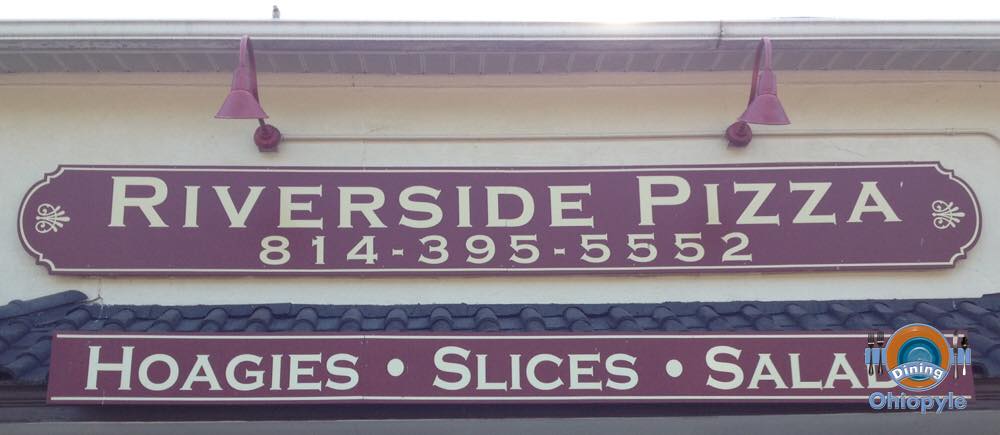 RIVERSIDE PIZZA
814-395-5552
HOAGIES • SLICES • SALAD
Dining
Ohiopyle